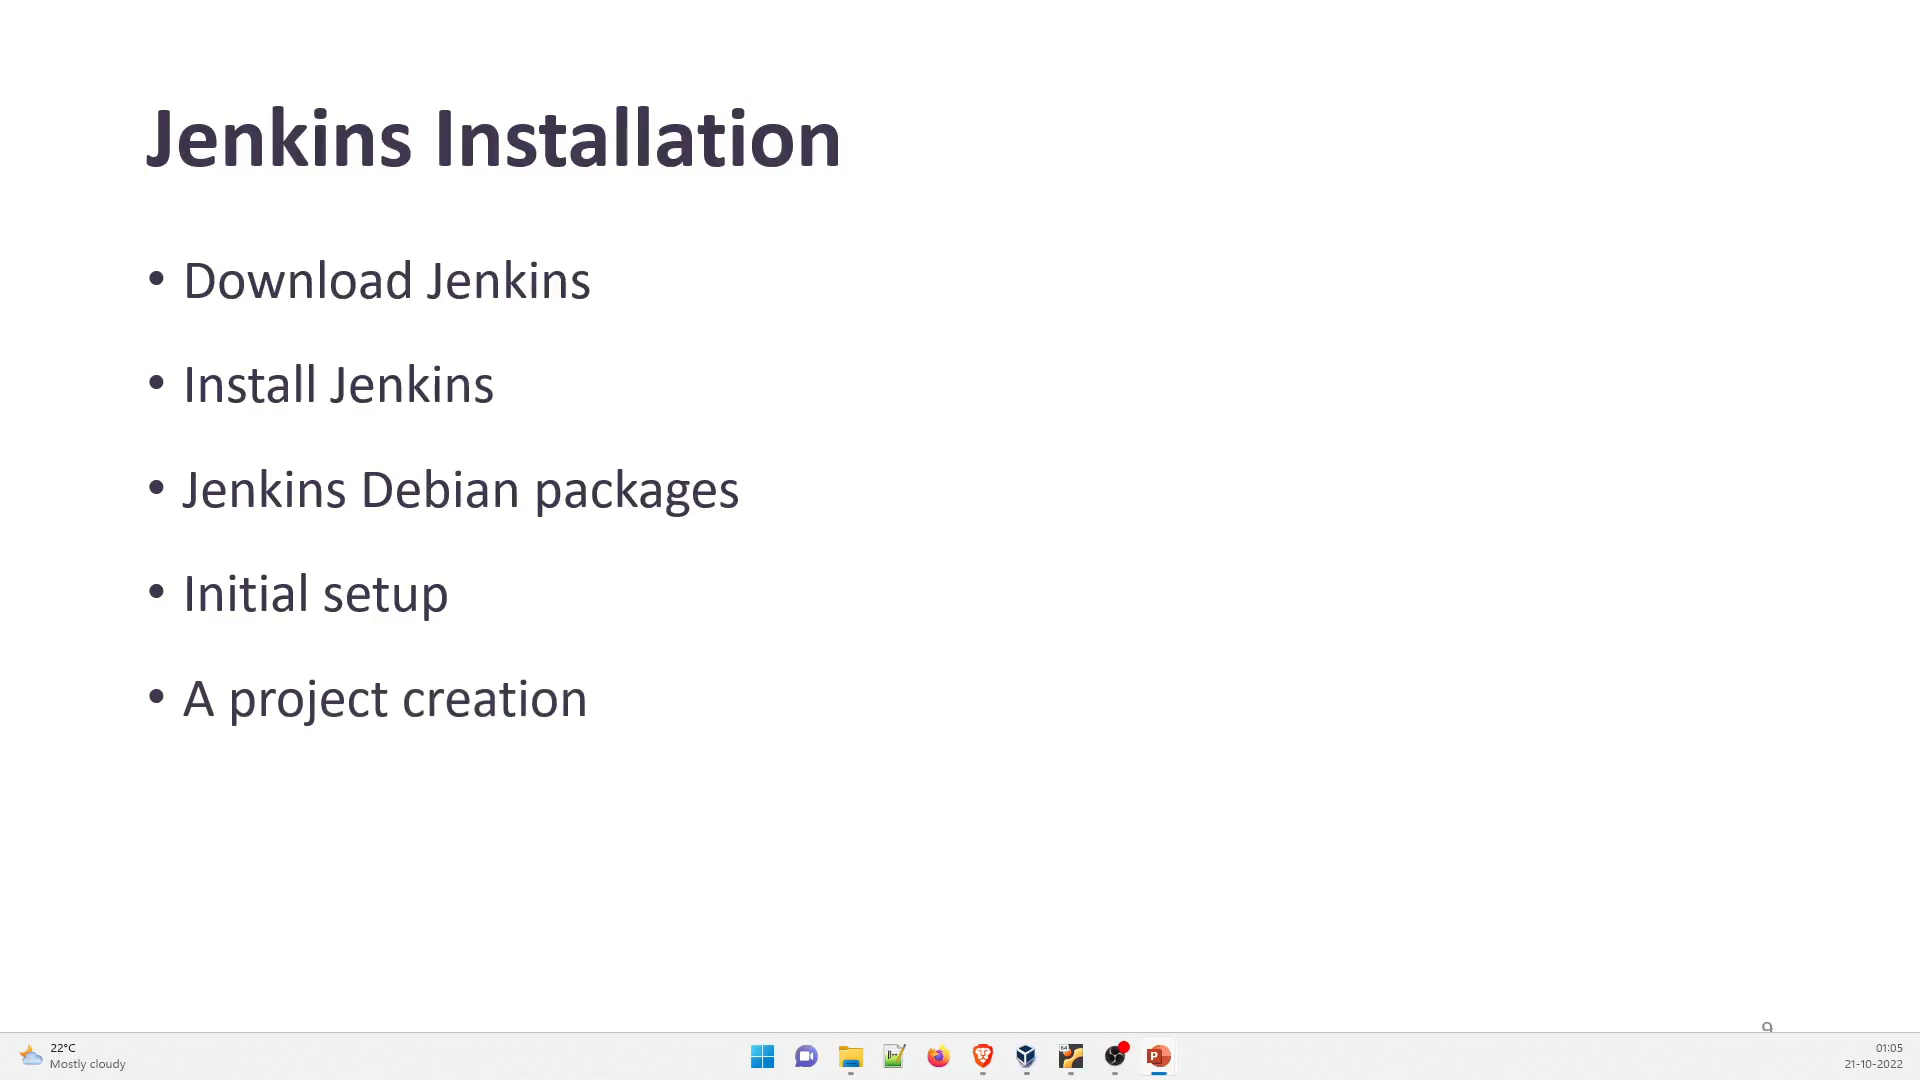 Jenkins Installation
• Download Jenkins
• Install Jenkins
• Jenkins Debian packages
• Initial setup
• A project creation
9
22°C
Mostly cloudy
01:05
21-10-2022